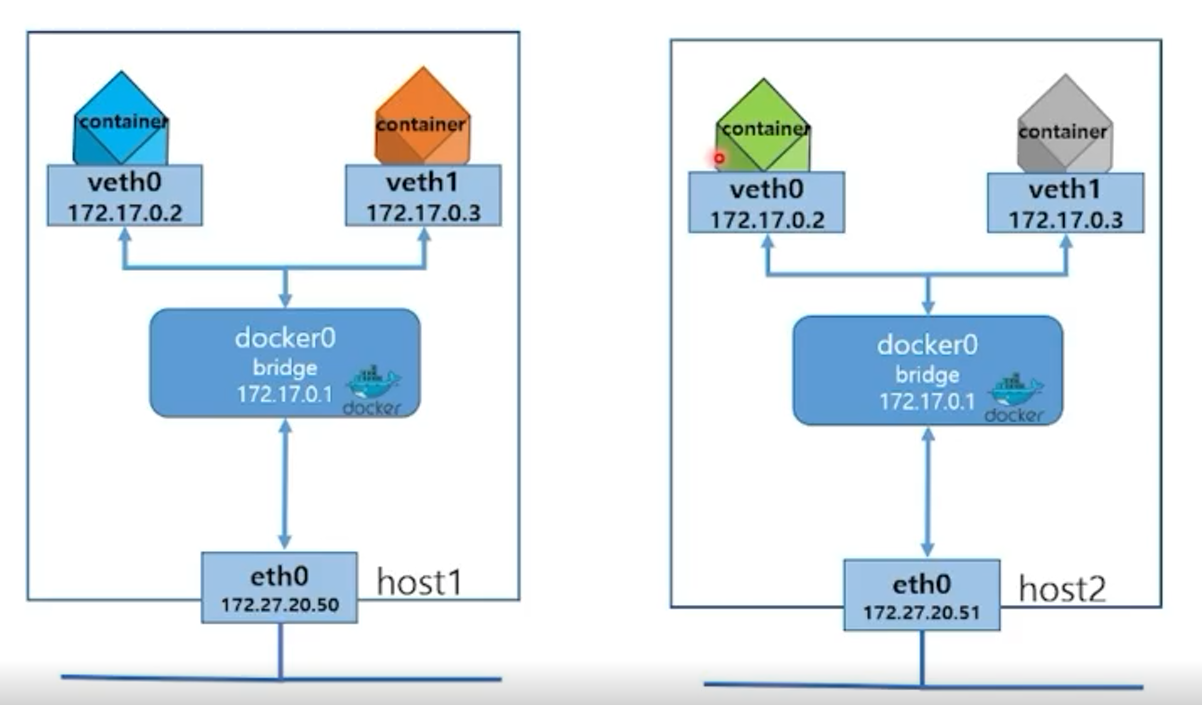 container
veth0
172.17.0.2
container
veth1
172.17.0.3
docker0
bridge
172.17.0.1
docker
eth0
172.27.20.50
host1
container
veth0
172.17.0.2
container
veth1
172.17.0.3
docker0
bridge
172.17.0.1
docker
eth0
172.27.20.51
host2